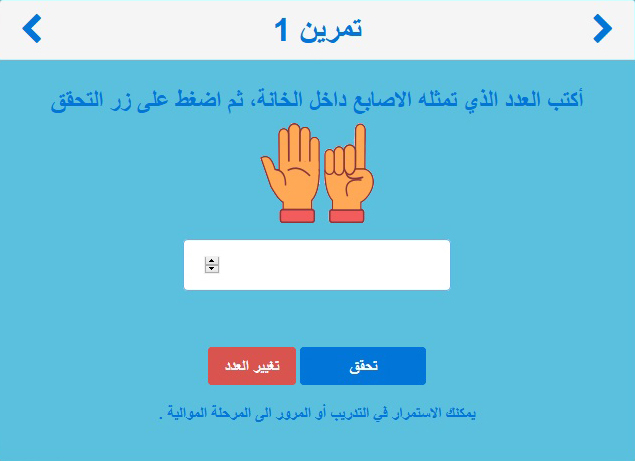 تمرين 1
أكتب العدد الذي تمثله الاصابع داخل الخانة، ثم اضغط على زر التحقق
تحقق
تغيير العدد
يمكنك الاستمرار في التدريب أو المرور الى المرحلة الموالية .